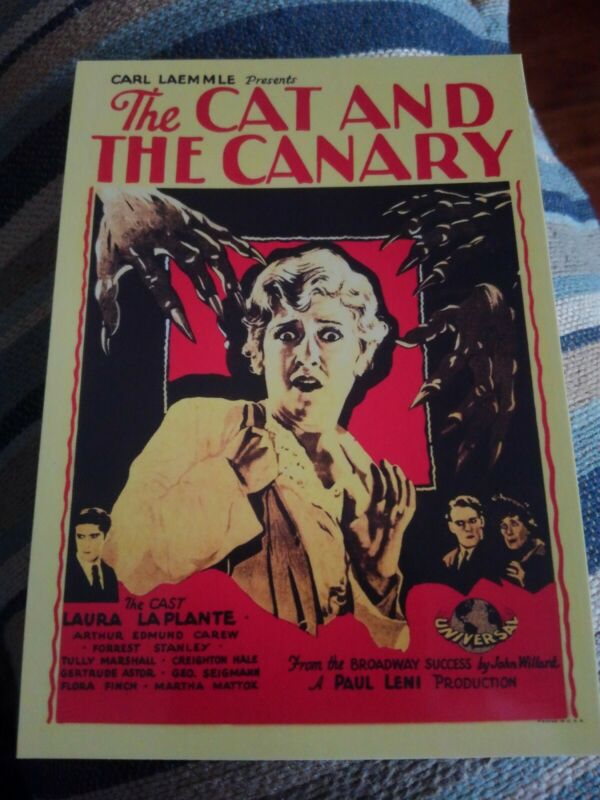 CARL LAEMMLE Presents
The CAT AND
THE CANARY
The CAST
LAURA LA PLANTE
ARTHUR EDMUND CAREW
· FORREST STANLEY ·
TULLY MARSHALL · CREIGHTON HALE
GERTRUDE ASTOR · GEO. SEIGMANN
FLORA FINCH · MARTHA MATTOX
UNIVERSAL
From the BROADWAY SUCCESS by John Willard
A PAUL LENI PRODUCTION